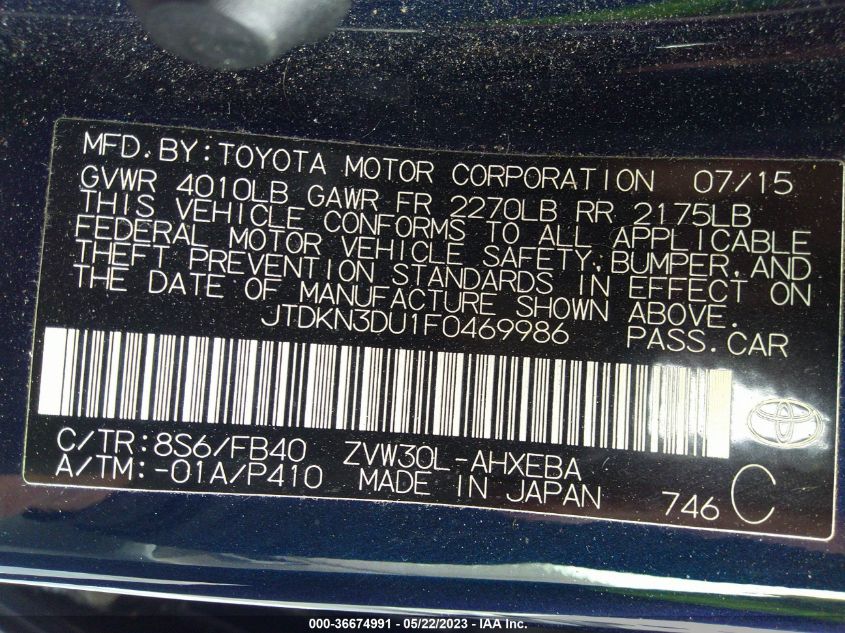 MFD.BY:TOYOTA MOTOR CORPORATION 07/15
GVWR 4010LB GAWR FR 2270LB RR 2175LB
THIS VEHICLE CONFORMS TO ALL APPLICABLE
FEDERAL MOTOR VEHICLE SAFETY,BUMPER,AND
THEFT PREVENTION STANDARDS IN EFFECT ON
THE DATE OF MANUFACTURE SHOWN ABOVE.
JTDKN3DU1F0469986 PASS.CAR
C/TR:8S6/FB40 ZVW30L-AHXEBA
A/TM:-01A/P410 MADE IN JAPAN 746 C
000-36674991 - 05/22/2023 - IAA Inc.